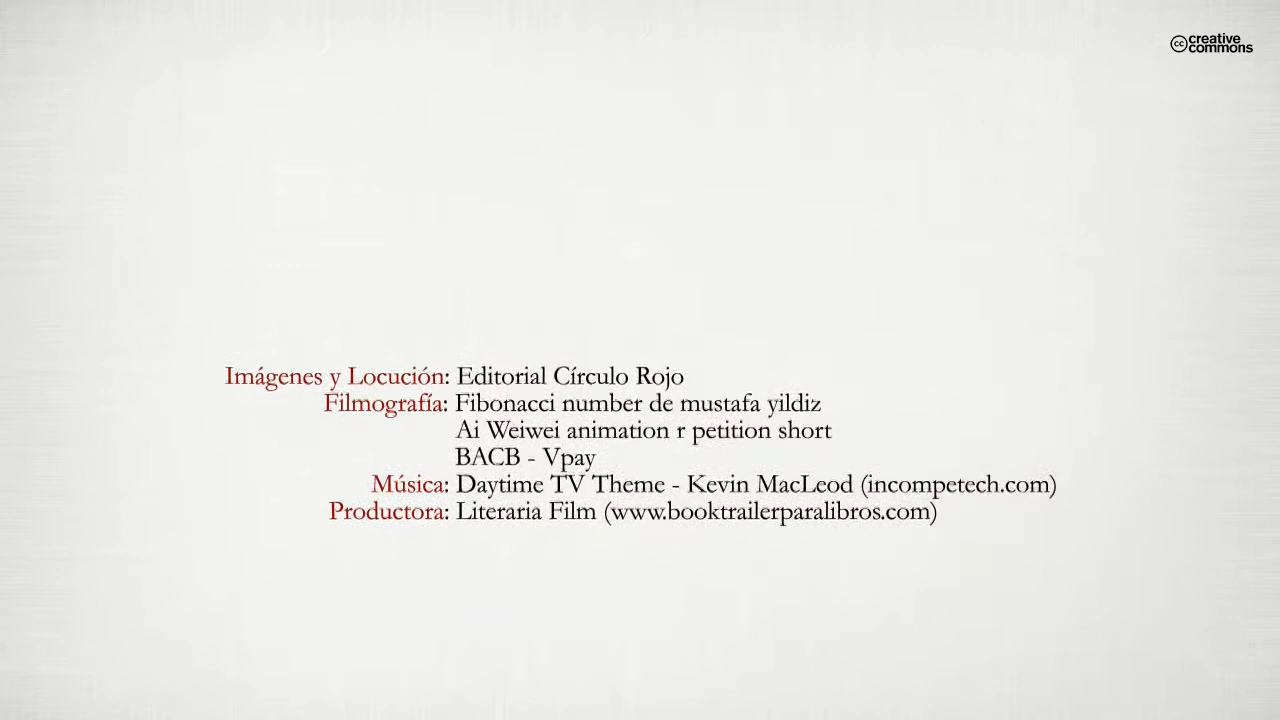 creative
commons
Imágenes y Locución: Editorial Círculo Rojo
Filmografía: Fibonacci number de mustafa yildiz
Ai Weiwei animation r petition short
BACB - Vpay
Música: Daytime TV Theme - Kevin MacLeod (incompetech.com)
Productora: Literaria Film (www.booktrailerparalibros.com)